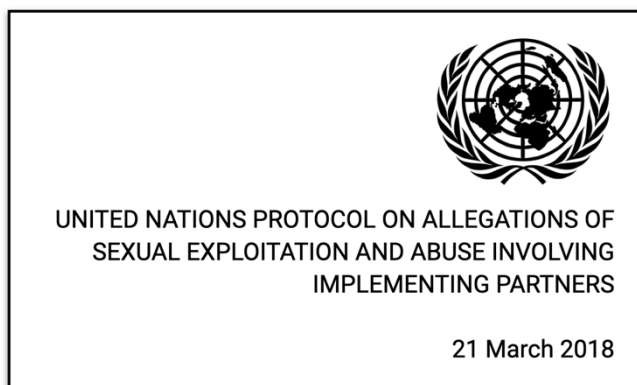 UNITED NATIONS PROTOCOL ON ALLEGATIONS OF
SEXUAL EXPLOITATION AND ABUSE INVOLVING
IMPLEMENTING PARTNERS
21 March 2018